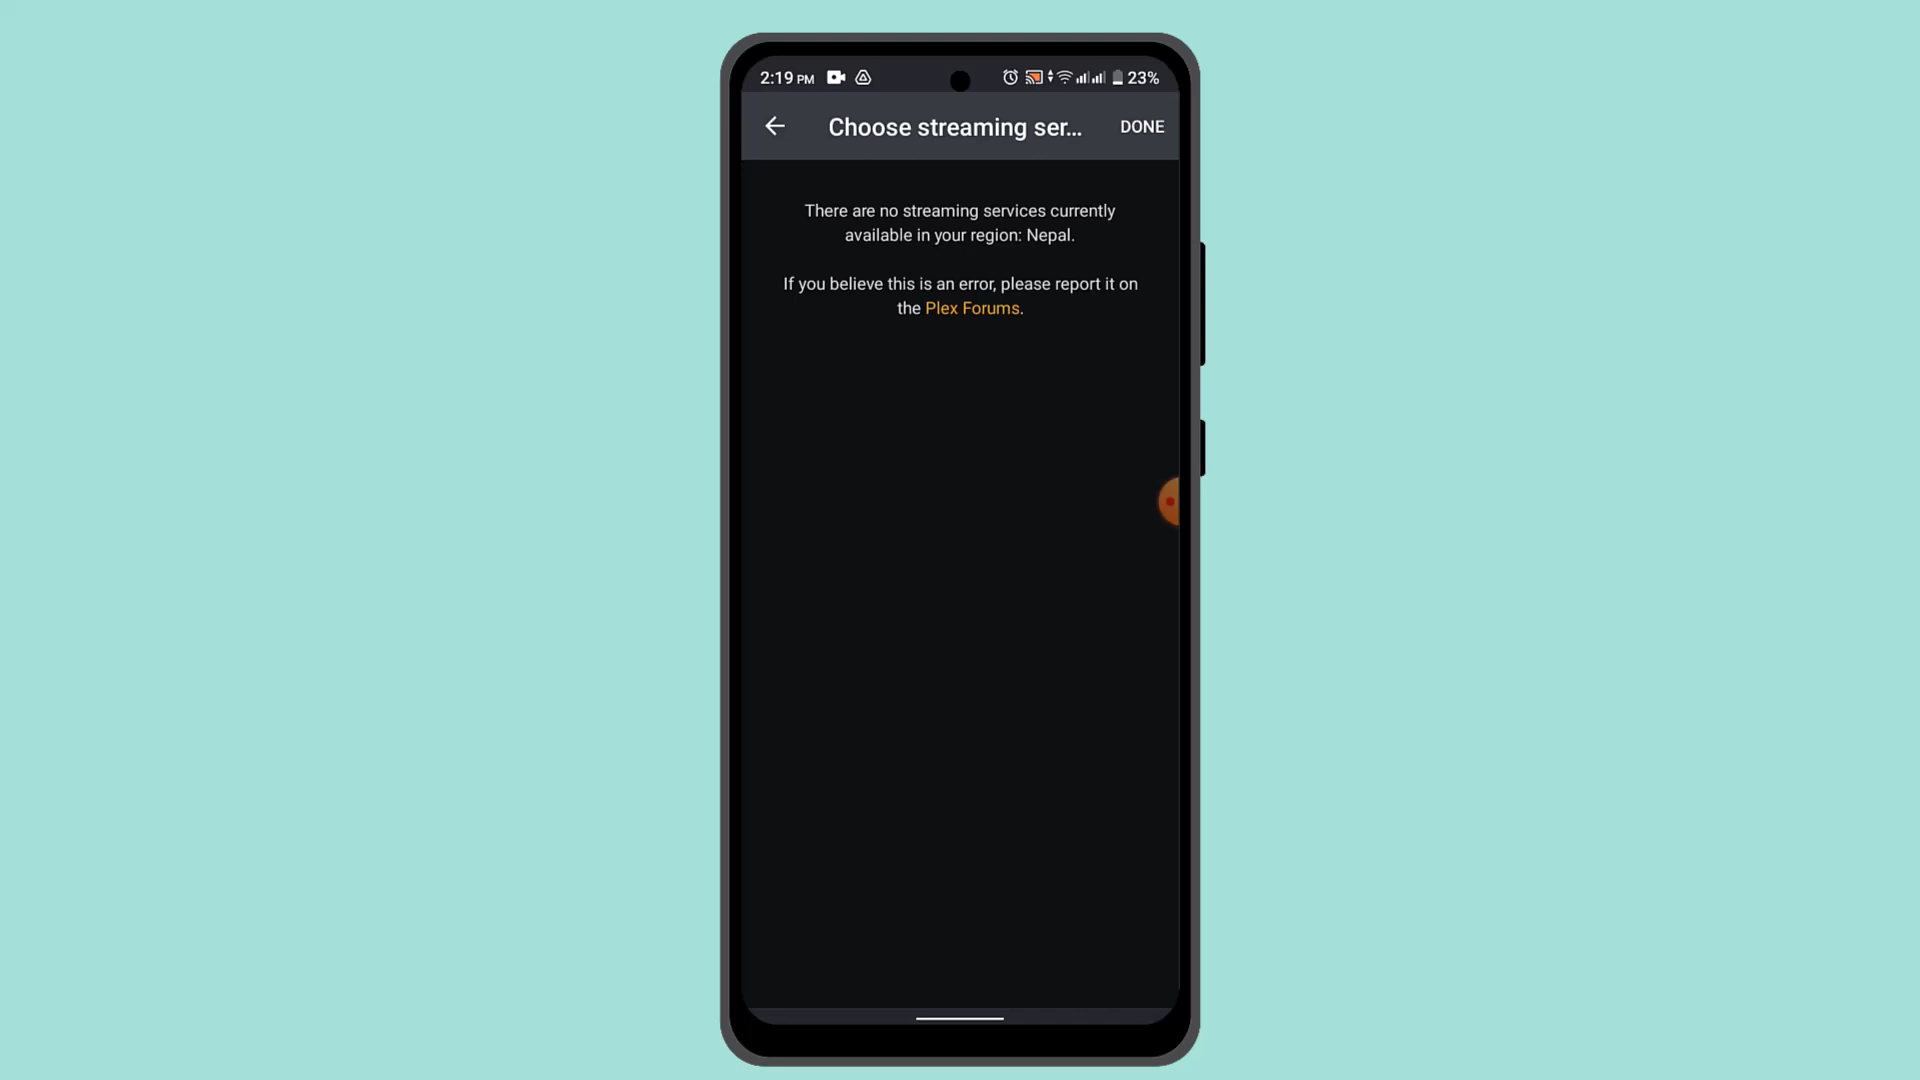 2:19 PM 23%
Choose streaming ser... DONE
There are no streaming services currently
available in your region: Nepal.
If you believe this is an error, please report it on
the Plex Forums.